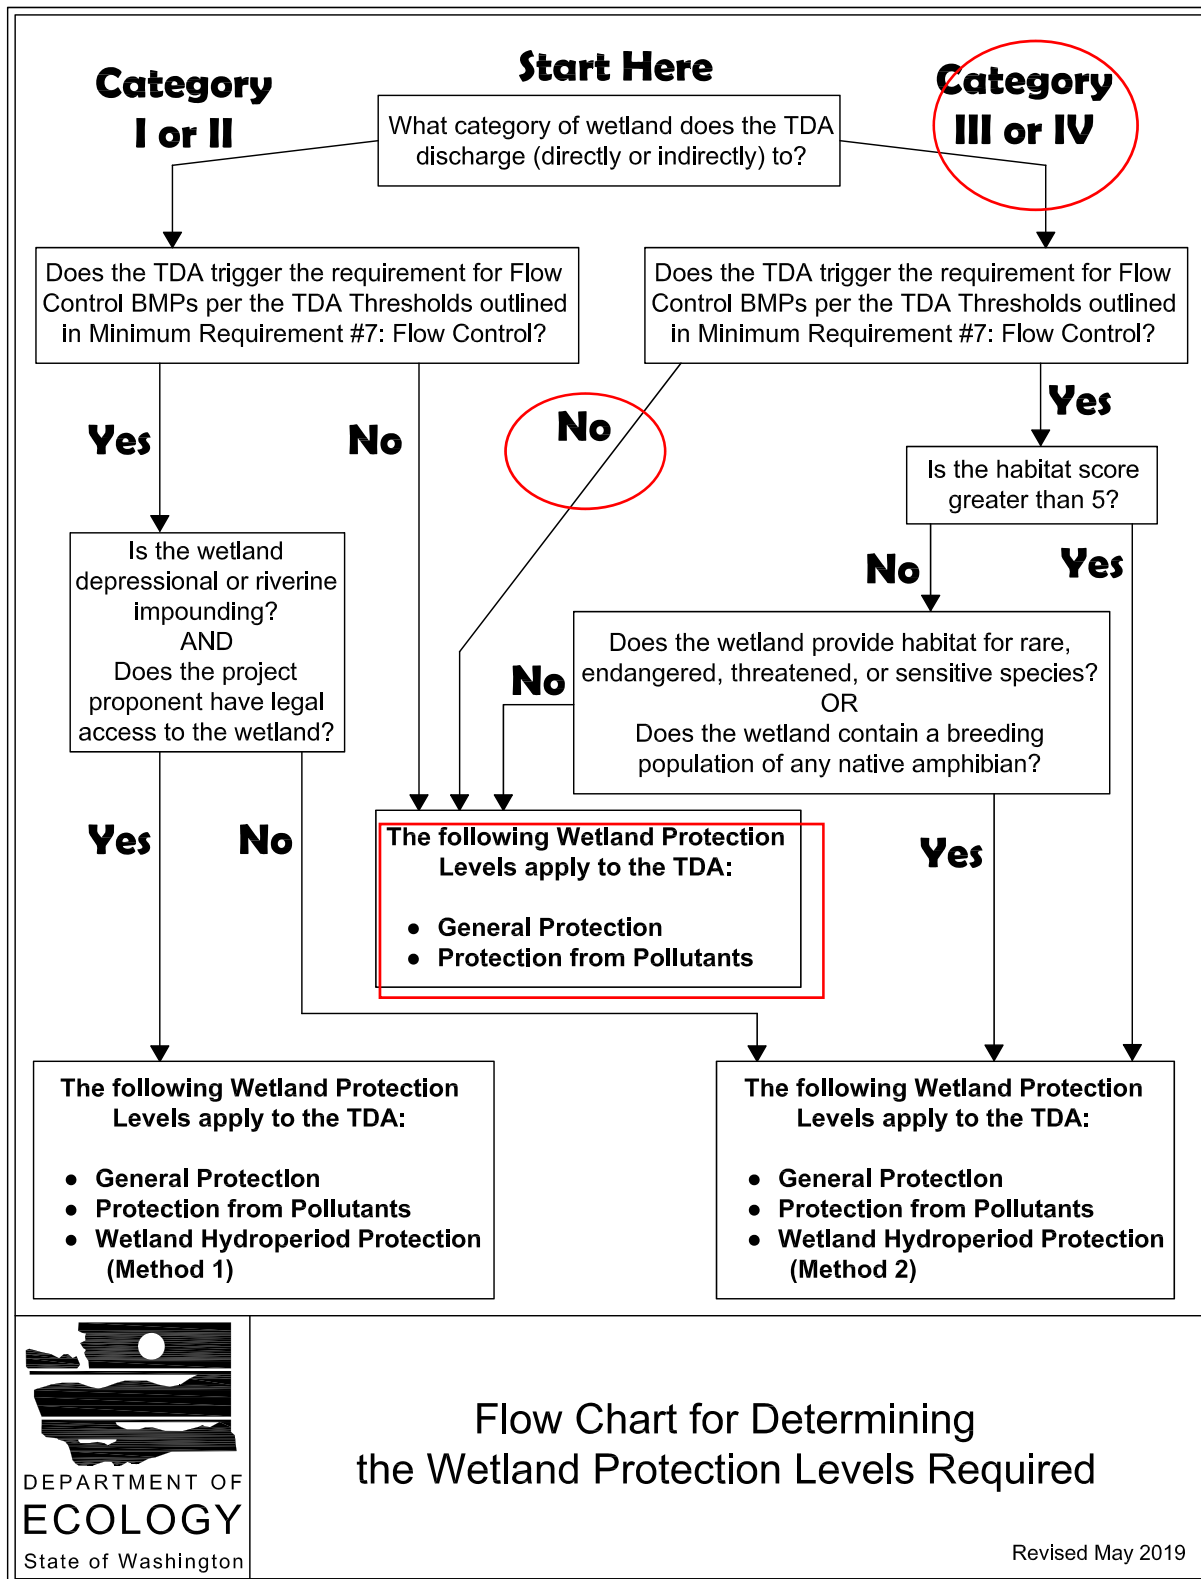 Start Here
Category
I or II
Category
III or IV
What category of wetland does the TDA
discharge (directly or indirectly) to?
Does the TDA trigger the requirement for Flow
Control BMPs per the TDA Thresholds outlined
in Minimum Requirement #7: Flow Control?
Does the TDA trigger the requirement for Flow
Control BMPs per the TDA Thresholds outlined
in Minimum Requirement #7: Flow Control?
Yes
No
No
Yes
Is the habitat score
greater than 5?
Is the wetland
depressional or riverine
impounding?
AND
Does the project
proponent have legal
access to the wetland?
No
Yes
Does the wetland provide habitat for rare,
endangered, threatened, or sensitive species?
OR
Does the wetland contain a breeding
population of any native amphibian?
No
Yes
No
Yes
The following Wetland Protection
Levels apply to the TDA:
● General Protection
● Protection from Pollutants
The following Wetland Protection
Levels apply to the TDA:
● General Protection
● Protection from Pollutants
● Wetland Hydroperiod Protection
(Method 1)
The following Wetland Protection
Levels apply to the TDA:
● General Protection
● Protection from Pollutants
● Wetland Hydroperiod Protection
(Method 2)
DEPARTMENT OF
ECOLOGY
State of Washington
Flow Chart for Determining
the Wetland Protection Levels Required
Revised May 2019